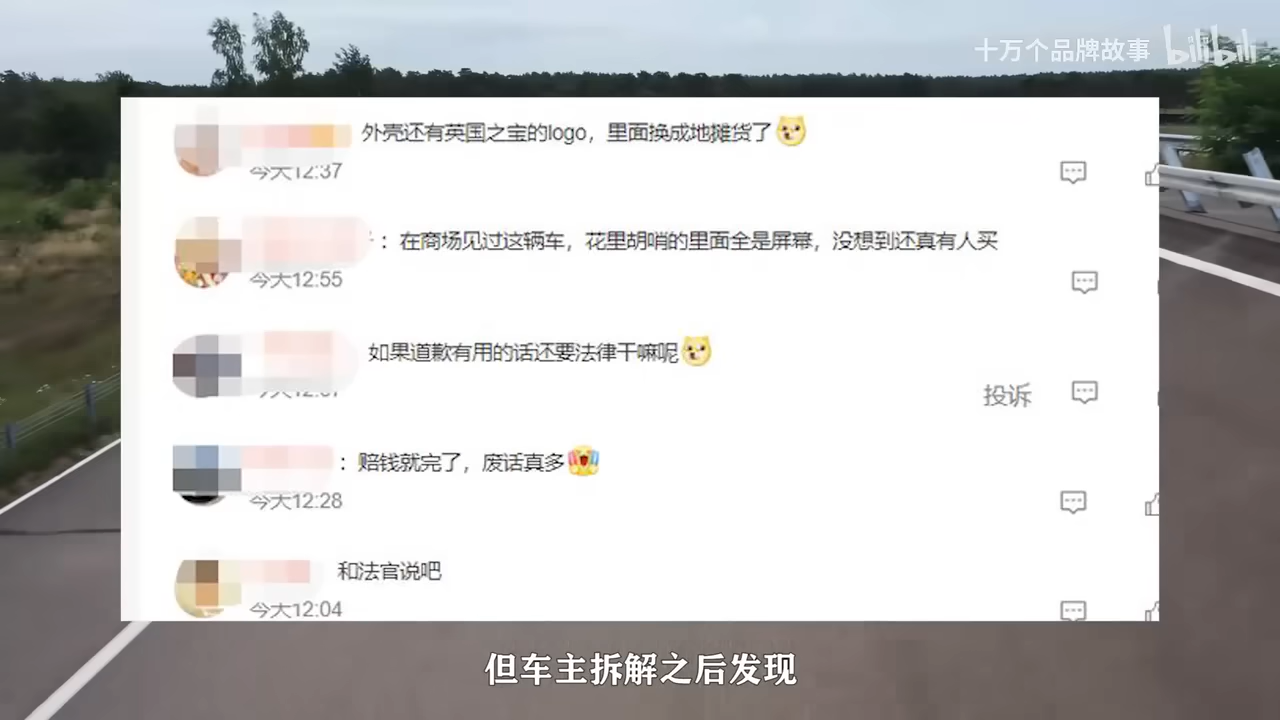 十万个品牌故事 bilibili
外壳还有英国之宝的logo，里面换成地摊货了
今天12:37
：在商场见过这辆车，花里胡哨的里面全是屏幕，没想到还真有人买
今天12:55
如果道歉有用的话还要法律干嘛呢
投诉
：赔钱就完了，废话真多
今天12:28
和法官说吧
今天12:04
但车主拆解之后发现